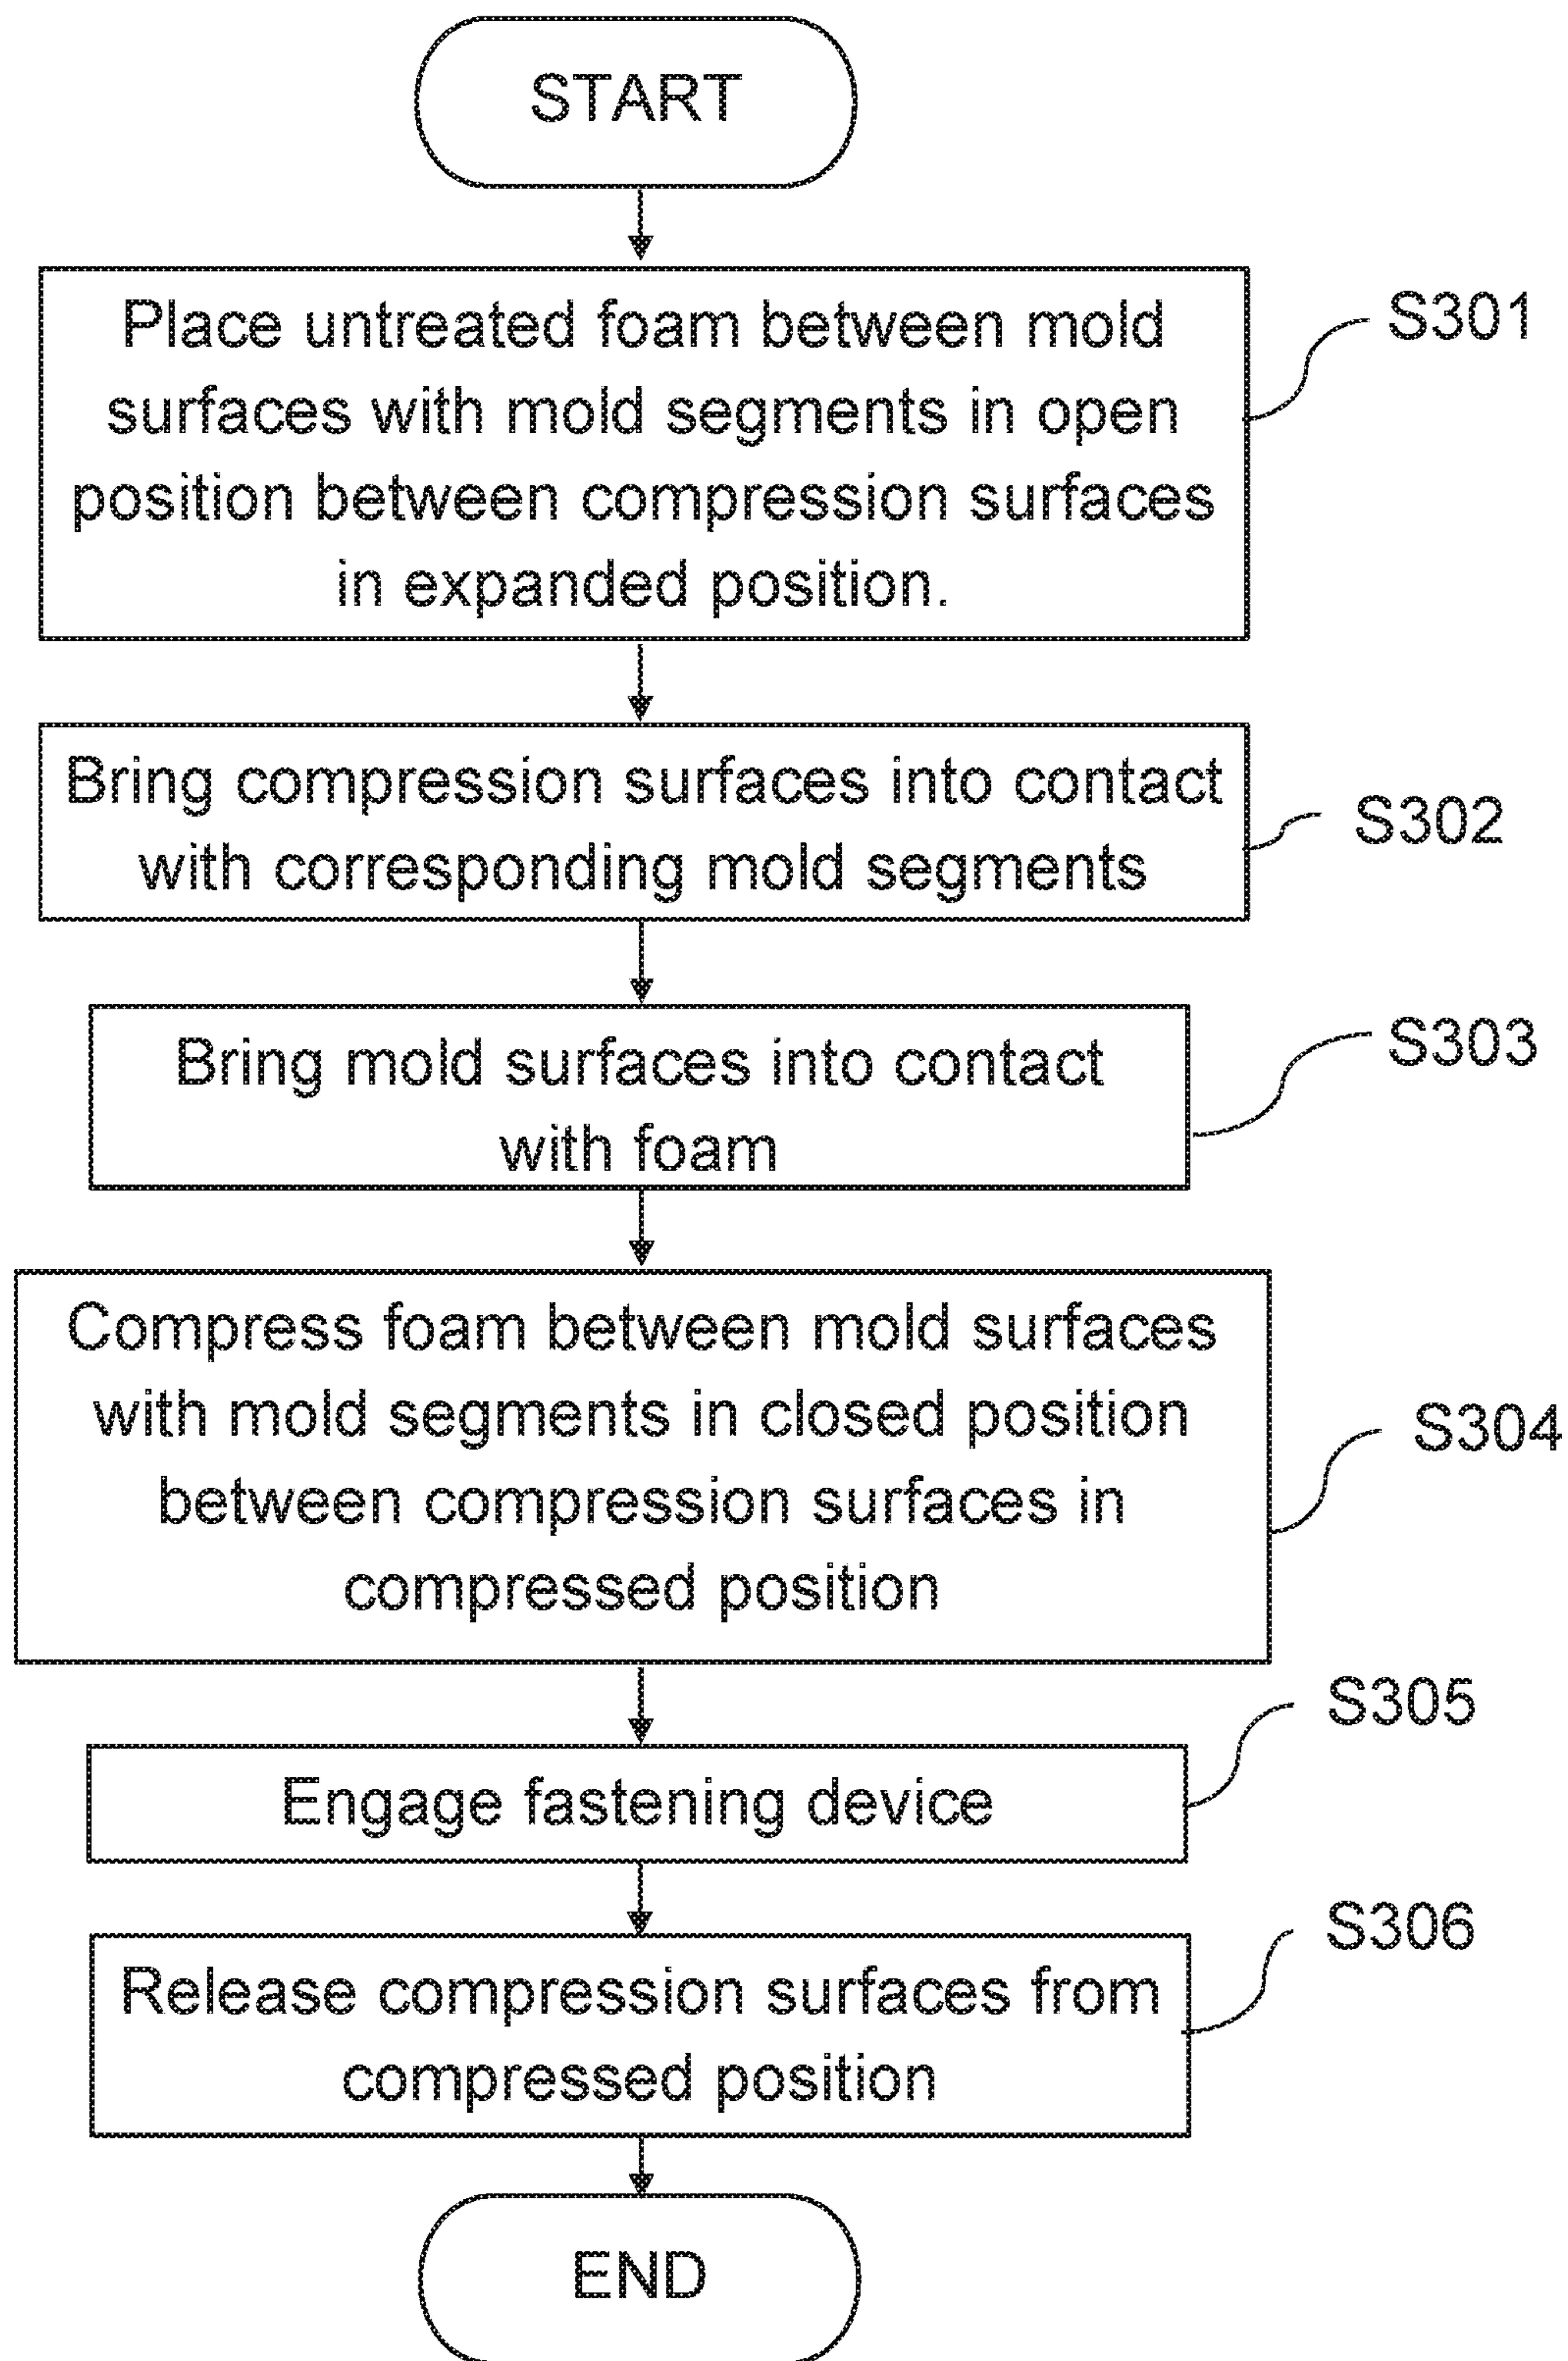 START
Place untreated foam between mold
surfaces with mold segments in open
position between compression surfaces
in expanded position.
S301
Bring compression surfaces into contact
with corresponding mold segments
S302
Bring mold surfaces into contact
with foam
S303
Compress foam between mold surfaces
with mold segments in closed position
between compression surfaces in
compressed position
S304
Engage fastening device
S305
Release compression surfaces from
compressed position
S306
END